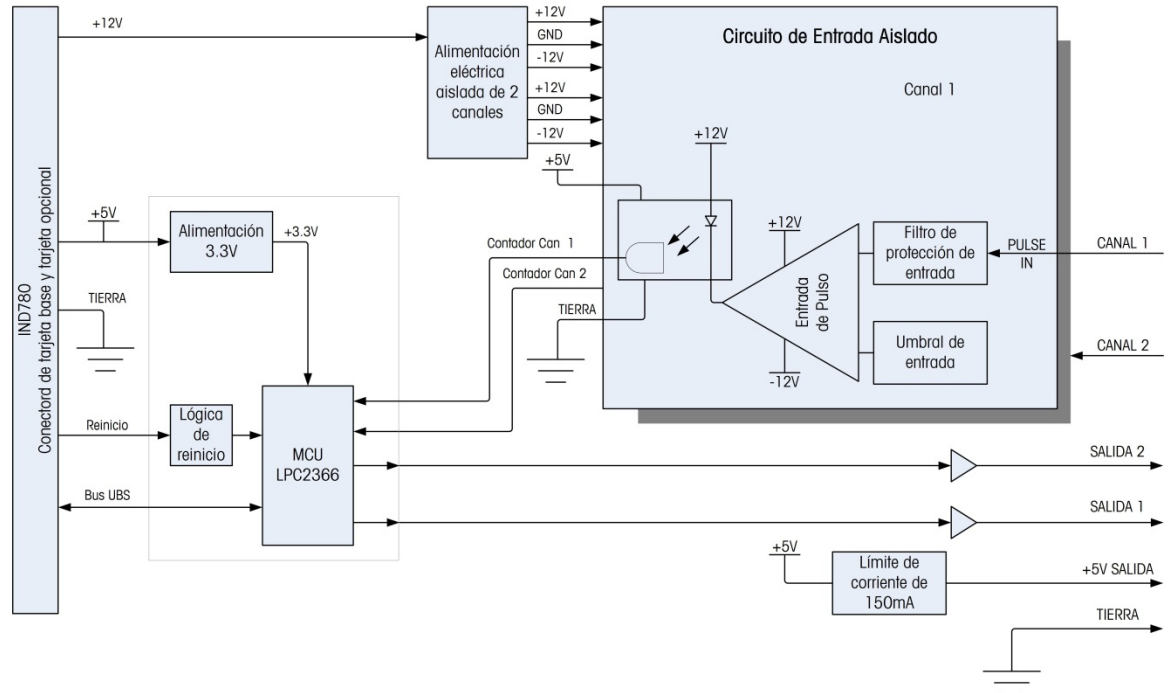 +12V
Alimentación
eléctrica
aislada de 2
canales
+12V
GND
-12V
+12V
GND
-12V
Circuito de Entrada Aislado
Canal 1
+12V
+5V
+12V
Entrada
de Pulso
-12V
Filtro de
protección de
entrada
PULSE
IN
CANAL 1
Umbral de
entrada
CANAL 2
IND780
Conectord de tarjeta base y tarjeta opcional
+5V
Alimentación
3.3V
+3.3V
Contador Can 1
Contador Can 2
TIERRA
TIERRA
Reinicio
Lógica
de
reinicio
MCU
LPC2366
Bus UBS
SALIDA 2
SALIDA 1
+5V
Límite de
corriente de
150mA
+5V SALIDA
TIERRA